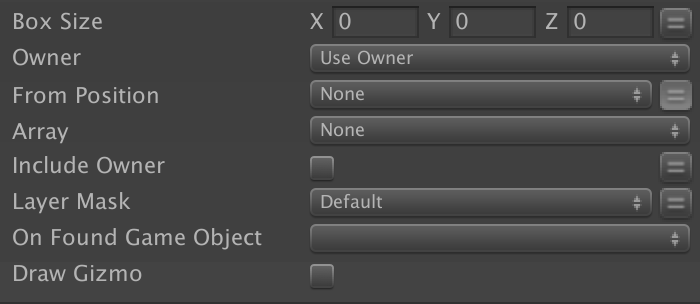 Box Size X 0 Y 0 Z 0
Owner Use Owner
From Position None
Array None
Include Owner
Layer Mask Default
On Found Game Object
Draw Gizmo